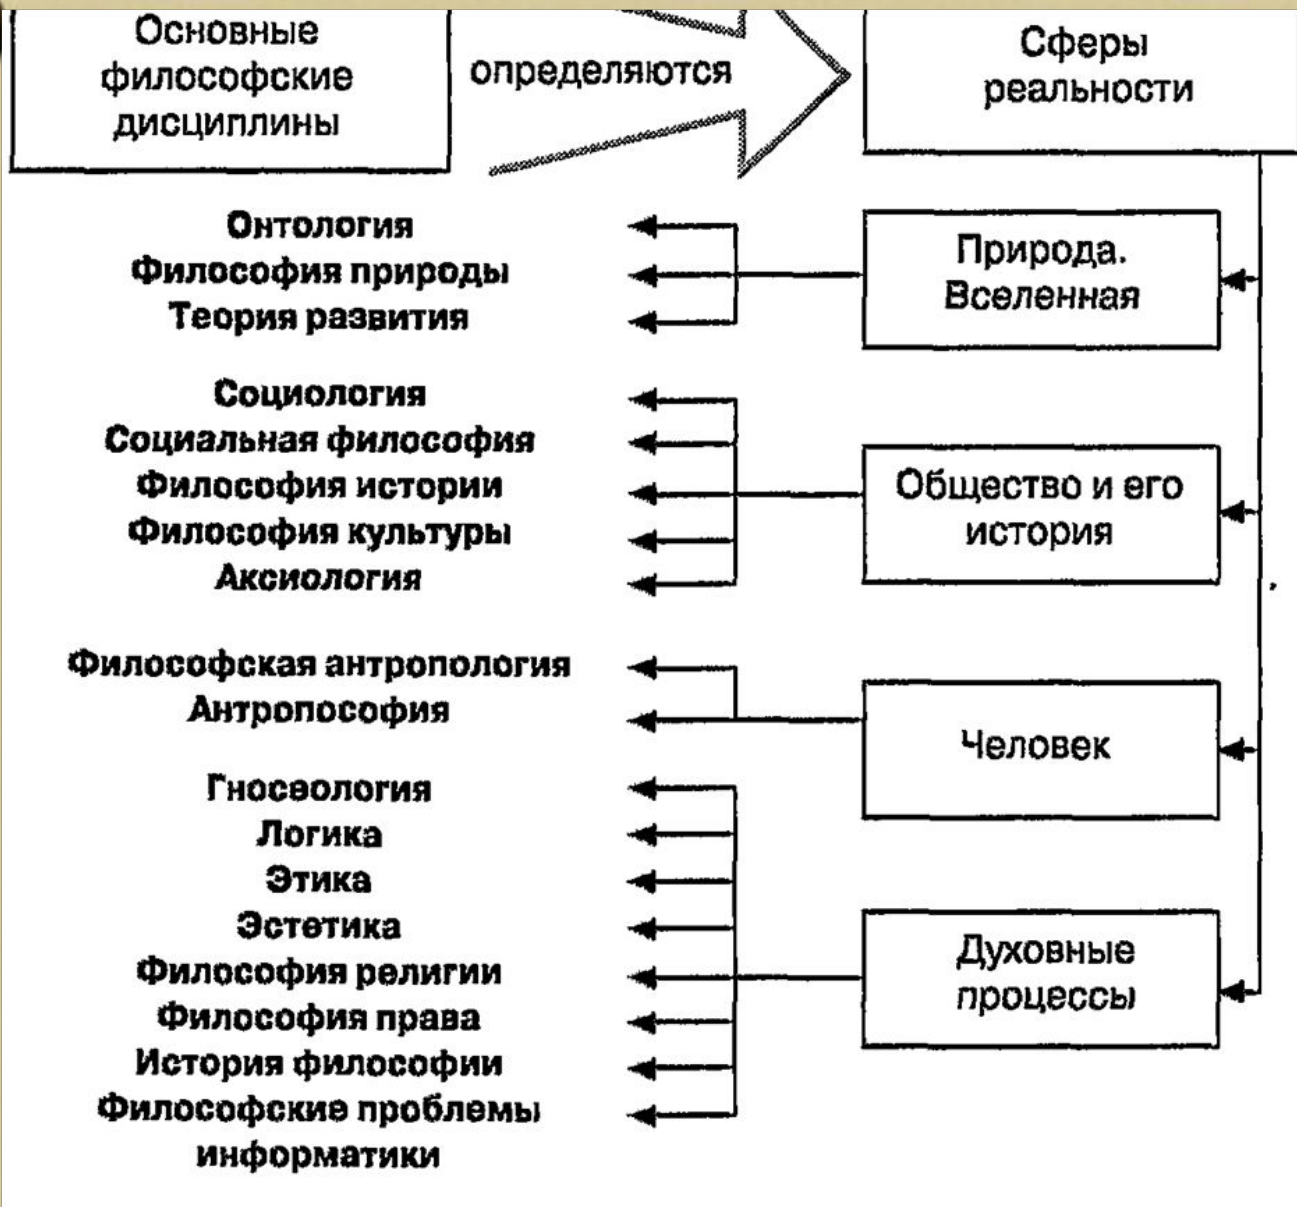 Основные
философские
дисциплины
определяются
Сферы
реальности
Онтология
Философия природы
Теория развития
Природа.
Вселенная
Социология
Социальная философия
Философия истории
Философия культуры
Аксиология
Общество и его
история
Философская антропология
Антропософия
Человек
Гносеология
Логика
Этика
Эстетика
Философия религии
Философия права
История философии
Философские проблемы
информатики
Духовные
процессы